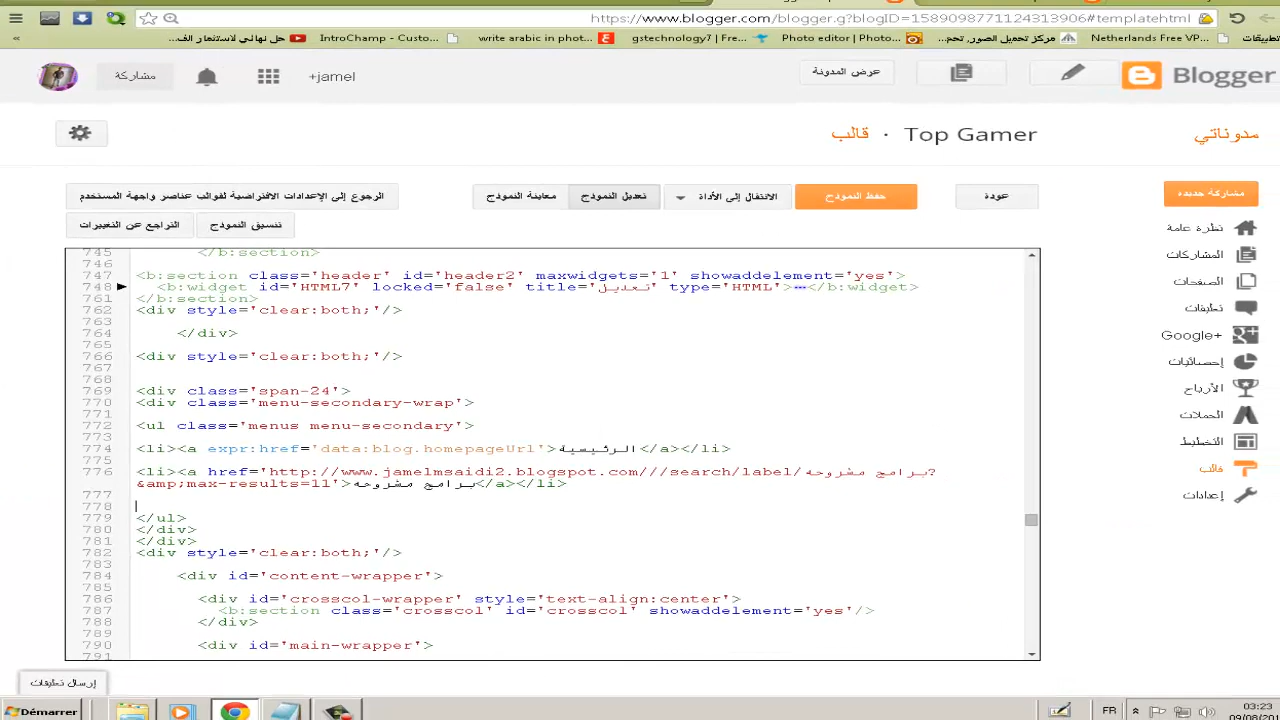 https://www.blogger.com/blogger.g?blogID=1589098771124313906#templatehtml
IntroChamp - Custo...
write arabic in phot...
gstechnology7 | Fre...
Photo editor | Photo...
مركز تحميل الصور، تحم...
Netherlands Free VP...
تطبيقات
حل نهائي لاستثمار الف...
مشاركة
+jamel
عرض المدونة
Blogger
مدوناتي
Top Gamer · قالب
الرجوع إلى الإعدادات الافتراضية لقوالب عناصر واجهة المستخدم
معاينة النموذج
تعديل النموذج
الانتقال إلى الأداة
حفظ النموذج
عودة
التراجع عن التغييرات
تنسيق النموذج
مشاركة جديدة
نظرة عامة
المشاركات
الصفحات
تعليقات
Google+
إحصائيات
الأرباح
الحملات
التخطيط
قالب
إعدادات
745 </b:section>
746
747 <b:section class='header' id='header2' maxwidgets='1' showaddelement='yes'>
748 <b:widget id='HTML7' locked='false' title='تعديل' type='HTML'>…</b:widget>
761 </b:section>
762 <div style='clear:both;'/>
763
764 </div>
765
766 <div style='clear:both;'/>
767
768
769 <div class='span-24'>
770 <div class='menu-secondary-wrap'>
771
772 <ul class='menus menu-secondary'>
773
774 <li><a expr:href='data:blog.homepageUrl'>الرئيسية</a></li>
775
776 <li><a href='http://www.jamelmsaidi2.blogspot.com///search/label/برامج مشروحه?
&amp;max-results=11'>برامج مشروحه</a></li>
777
778
779 </ul>
780 </div>
781 </div>
782 <div style='clear:both;'/>
783
784 <div id='content-wrapper'>
785
786 <div id='crosscol-wrapper' style='text-align:center'>
787 <b:section class='crosscol' id='crosscol' showaddelement='yes'/>
788 </div>
789
790 <div id='main-wrapper'>
791
إرسال تعليقات
Démarrer
FR
03:23
09/08/20